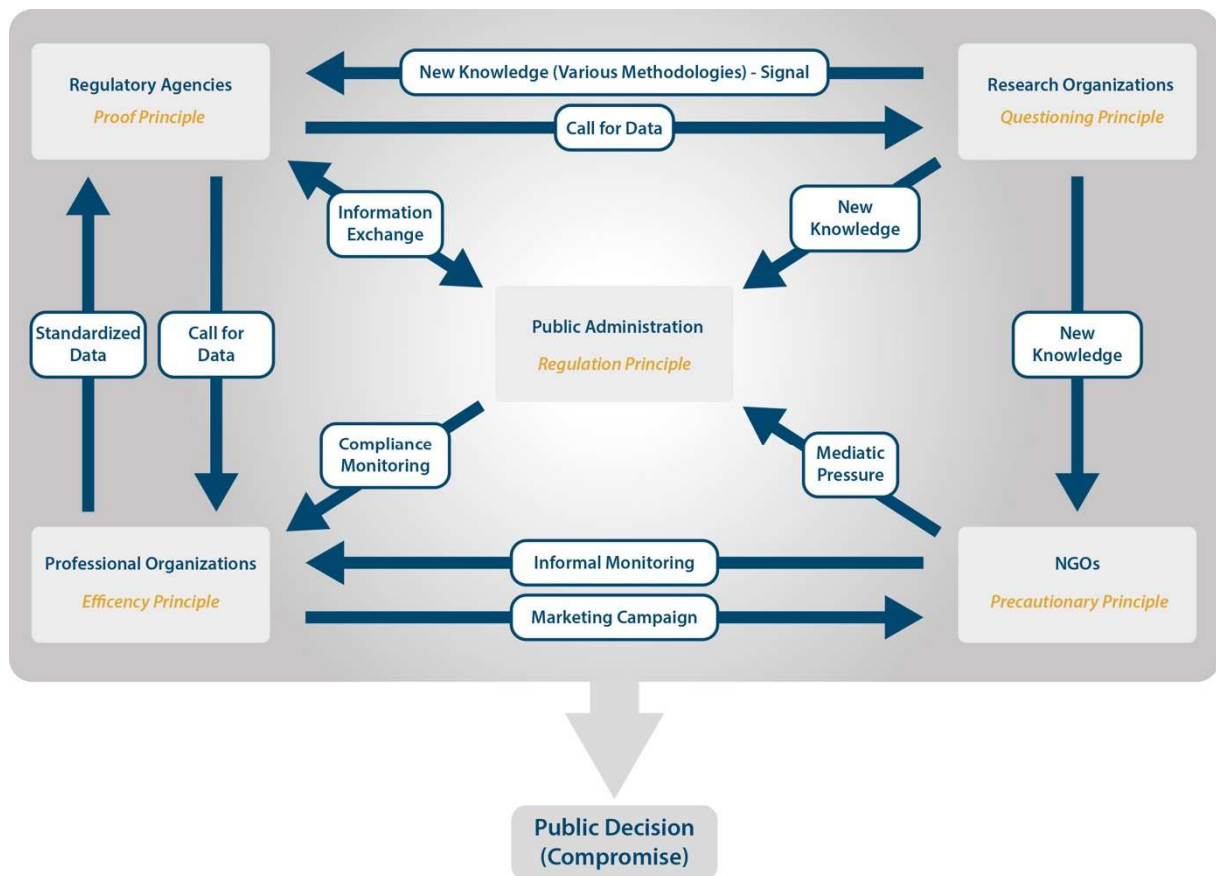 Regulatory Agencies
Proof Principle
New Knowledge (Various Methodologies) - Signal
Call for Data
Research Organizations
Questioning Principle
Information
Exchange
New
Knowledge
Public Administration
Regulation Principle
Standardized
Data
Call for
Data
New
Knowledge
Compliance
Monitoring
Mediatic
Pressure
Professional Organizations
Efficency Principle
Informal Monitoring
Marketing Campaign
NGOs
Precautionary Principle
Public Decision
(Compromise)